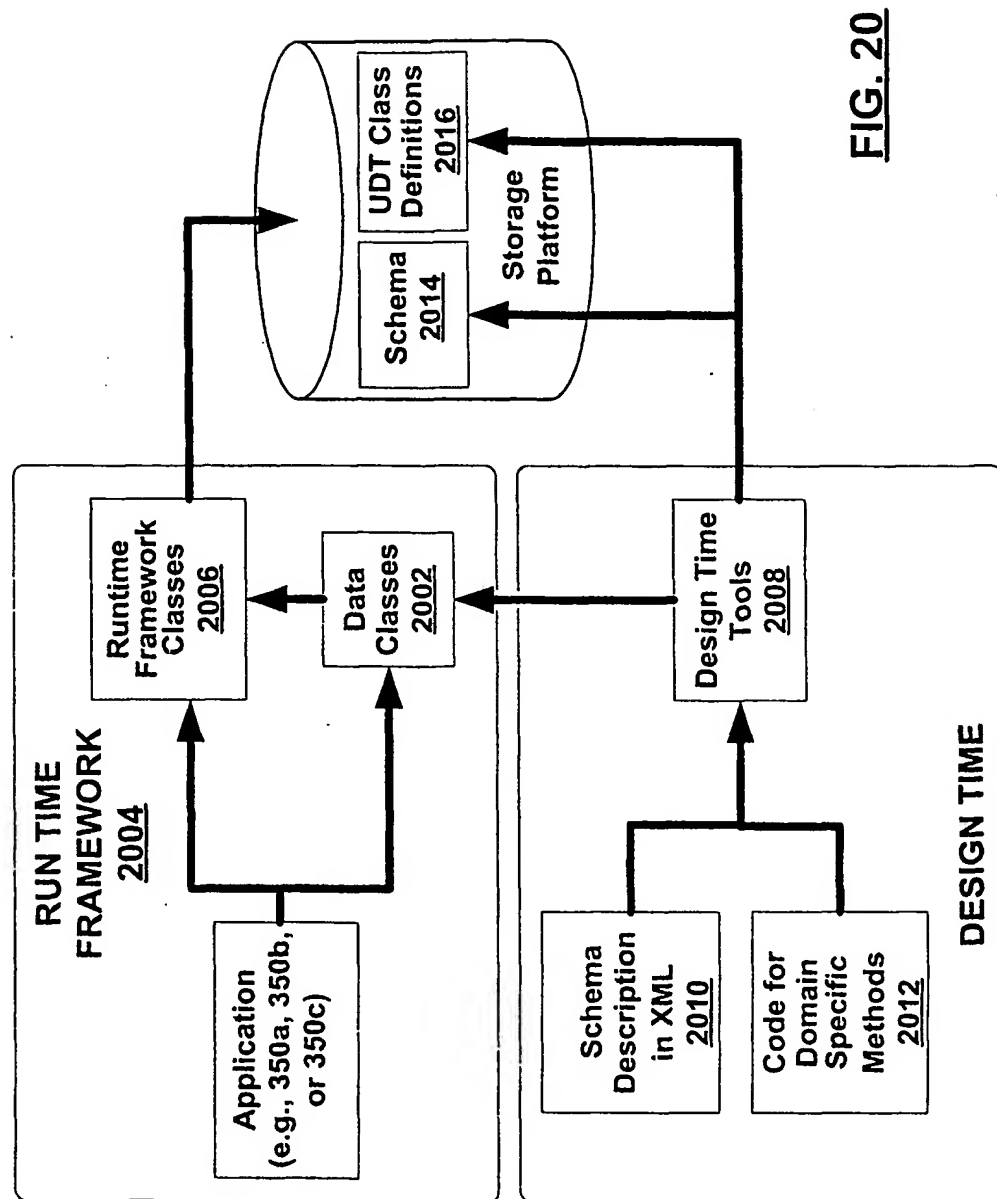 RUN TIME
FRAMEWORK
2004
Application
(e.g., 350a, 350b,
or 350c)
Runtime
Framework
Classes
2006
Data
Classes
2002
Schema
2014
UDT Class
Definitions
2016
Storage
Platform
Schema
Description
in XML
2010
Code for
Domain
Specific
Methods
2012
Design Time
Tools
2008
DESIGN TIME
FIG. 20